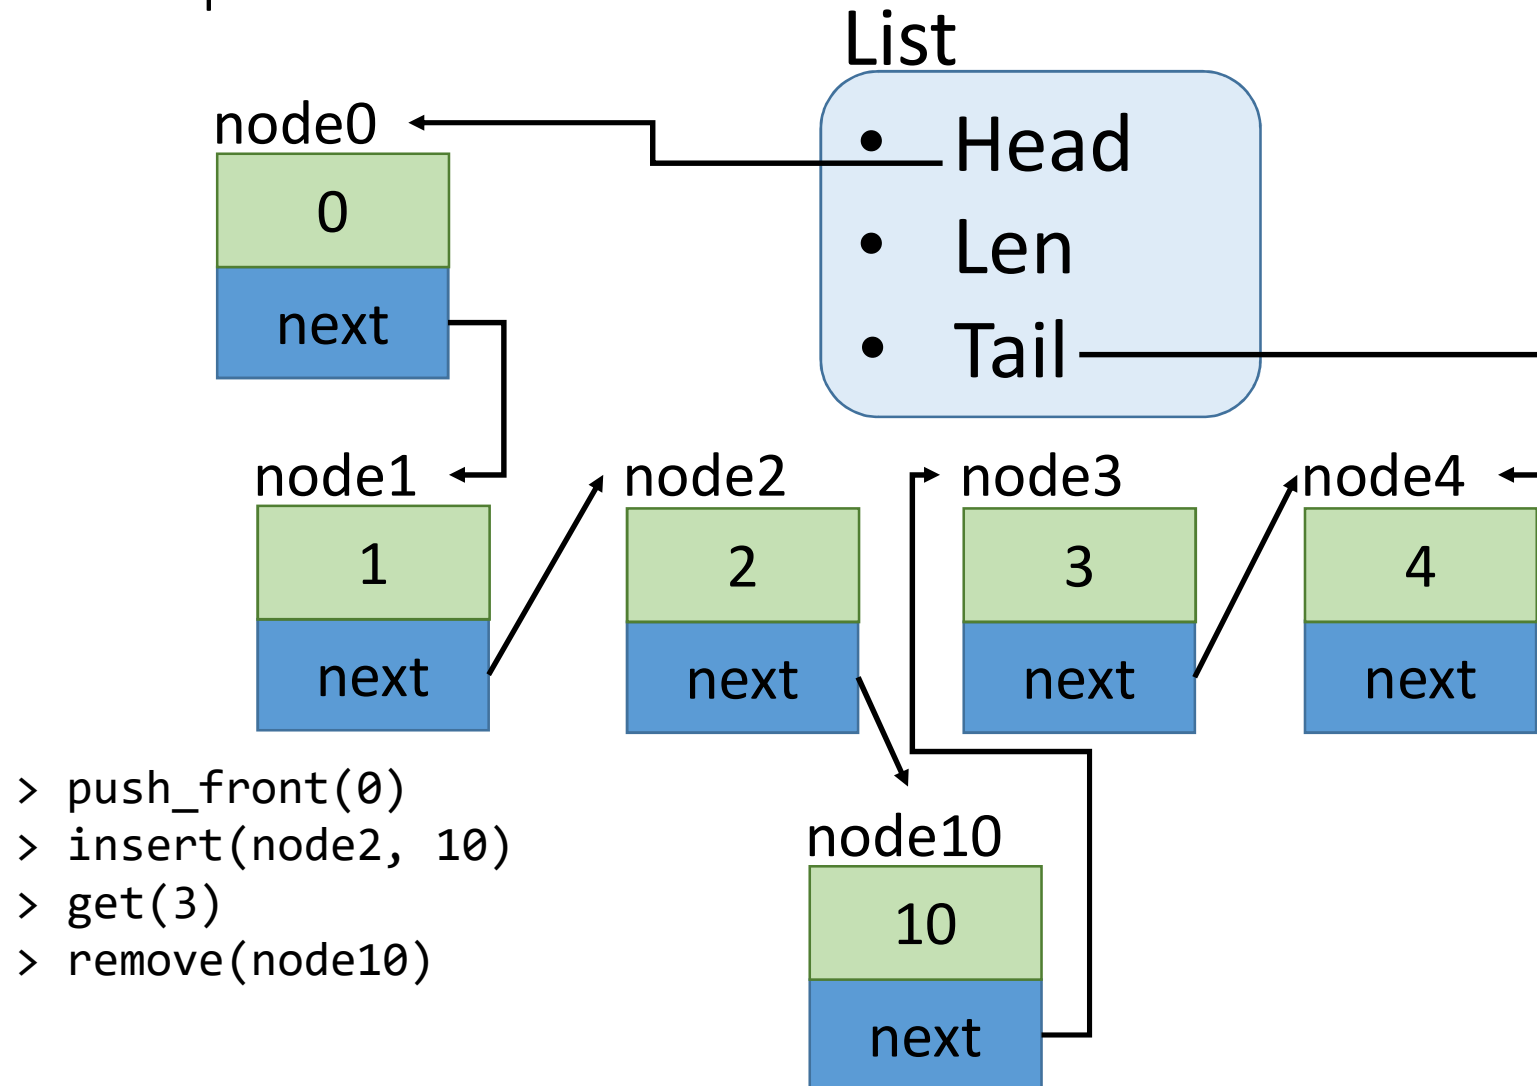 List
node0
• Head
0
• Len
next
• Tail
node1 node2 node3 node4
1 2 3 4
next next next next
> push_front(0)
> insert(node2, 10)
> get(3)
> remove(node10)
node10
10
next